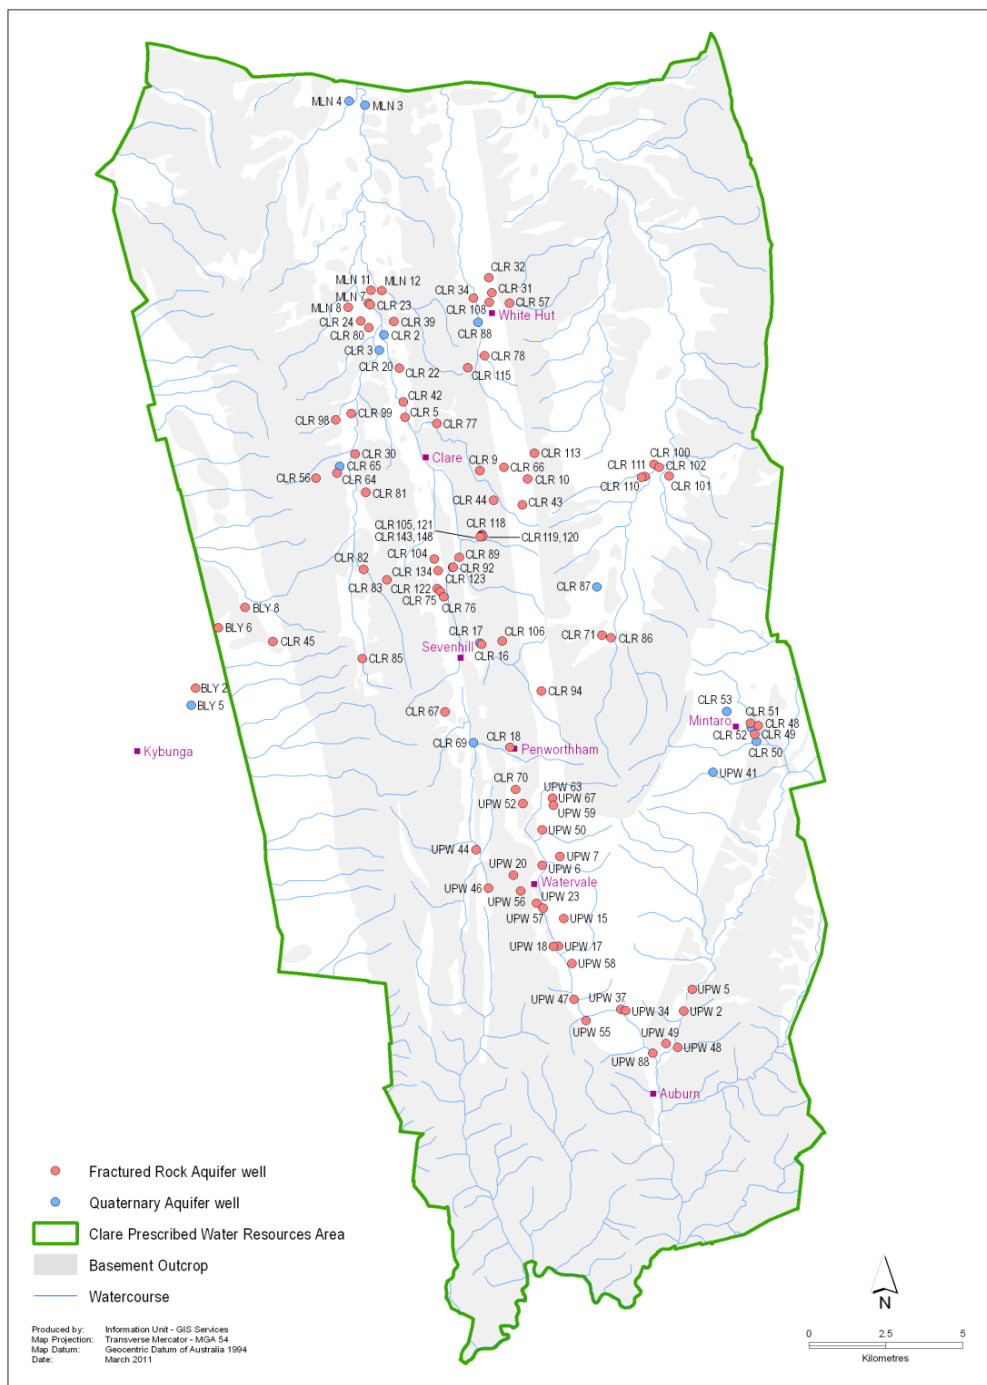 MLN 4
MLN 3
CLR 32
MLN 11
MLN 12
CLR 34
CLR 31
MLN 7
CLR 23
CLR 57
MLN 8
CLR 108
White Hut
CLR 24
CLR 39
CLR 88
CLR 80
CLR 2
CLR 3
CLR 78
CLR 20
CLR 22
CLR 115
CLR 42
CLR 98
CLR 99
CLR 5
CLR 77
CLR 30
Clare
CLR 9
CLR 113
CLR 65
CLR 66
CLR 100
CLR 111
CLR 102
CLR 56
CLR 64
CLR 10
CLR 110
CLR 101
CLR 81
CLR 44
CLR 43
CLR 105, 121
CLR 118
CLR 143, 148
CLR 119, 120
CLR 104
CLR 89
CLR 82
CLR 134
CLR 92
CLR 123
CLR 83
CLR 122
CLR 87
CLR 75
CLR 76
BLY 8
BLY 6
CLR 45
CLR 17
CLR 106
CLR 71
CLR 86
Sevenhill
CLR 16
CLR 85
BLY 2
CLR 94
BLY 5
CLR 67
CLR 53
CLR 51
Mintaro
CLR 48
CLR 52
CLR 49
CLR 69
CLR 18
Penworthham
CLR 50
Kybunga
UPW 41
CLR 70
UPW 63
UPW 52
UPW 67
UPW 59
UPW 50
UPW 44
UPW 7
UPW 20
UPW 6
UPW 46
Watervale
UPW 56
UPW 23
UPW 57
UPW 15
UPW 18
UPW 17
UPW 58
UPW 5
UPW 47
UPW 37
UPW 34
UPW 2
UPW 55
UPW 49
UPW 48
UPW 88
Auburn
Fractured Rock Aquifer well
Quaternary Aquifer well
Clare Prescribed Water Resources Area
Basement Outcrop
Watercourse
N
Produced by: Information Unit - GIS Services
Map Projection: Transverse Mercator - MGA 54
Map Datum: Geocentric Datum of Australia 1994
Date: March 2011
0 2.5 5
Kilometres